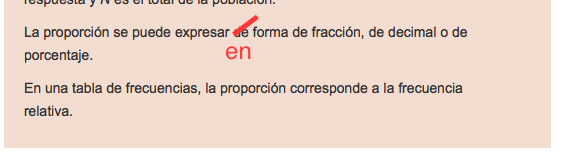 respuesta y N es el total de la población.
La proporción se puede expresar de forma de fracción, de decimal o de
en
porcentaje.
En una tabla de frecuencias, la proporción corresponde a la frecuencia
relativa.